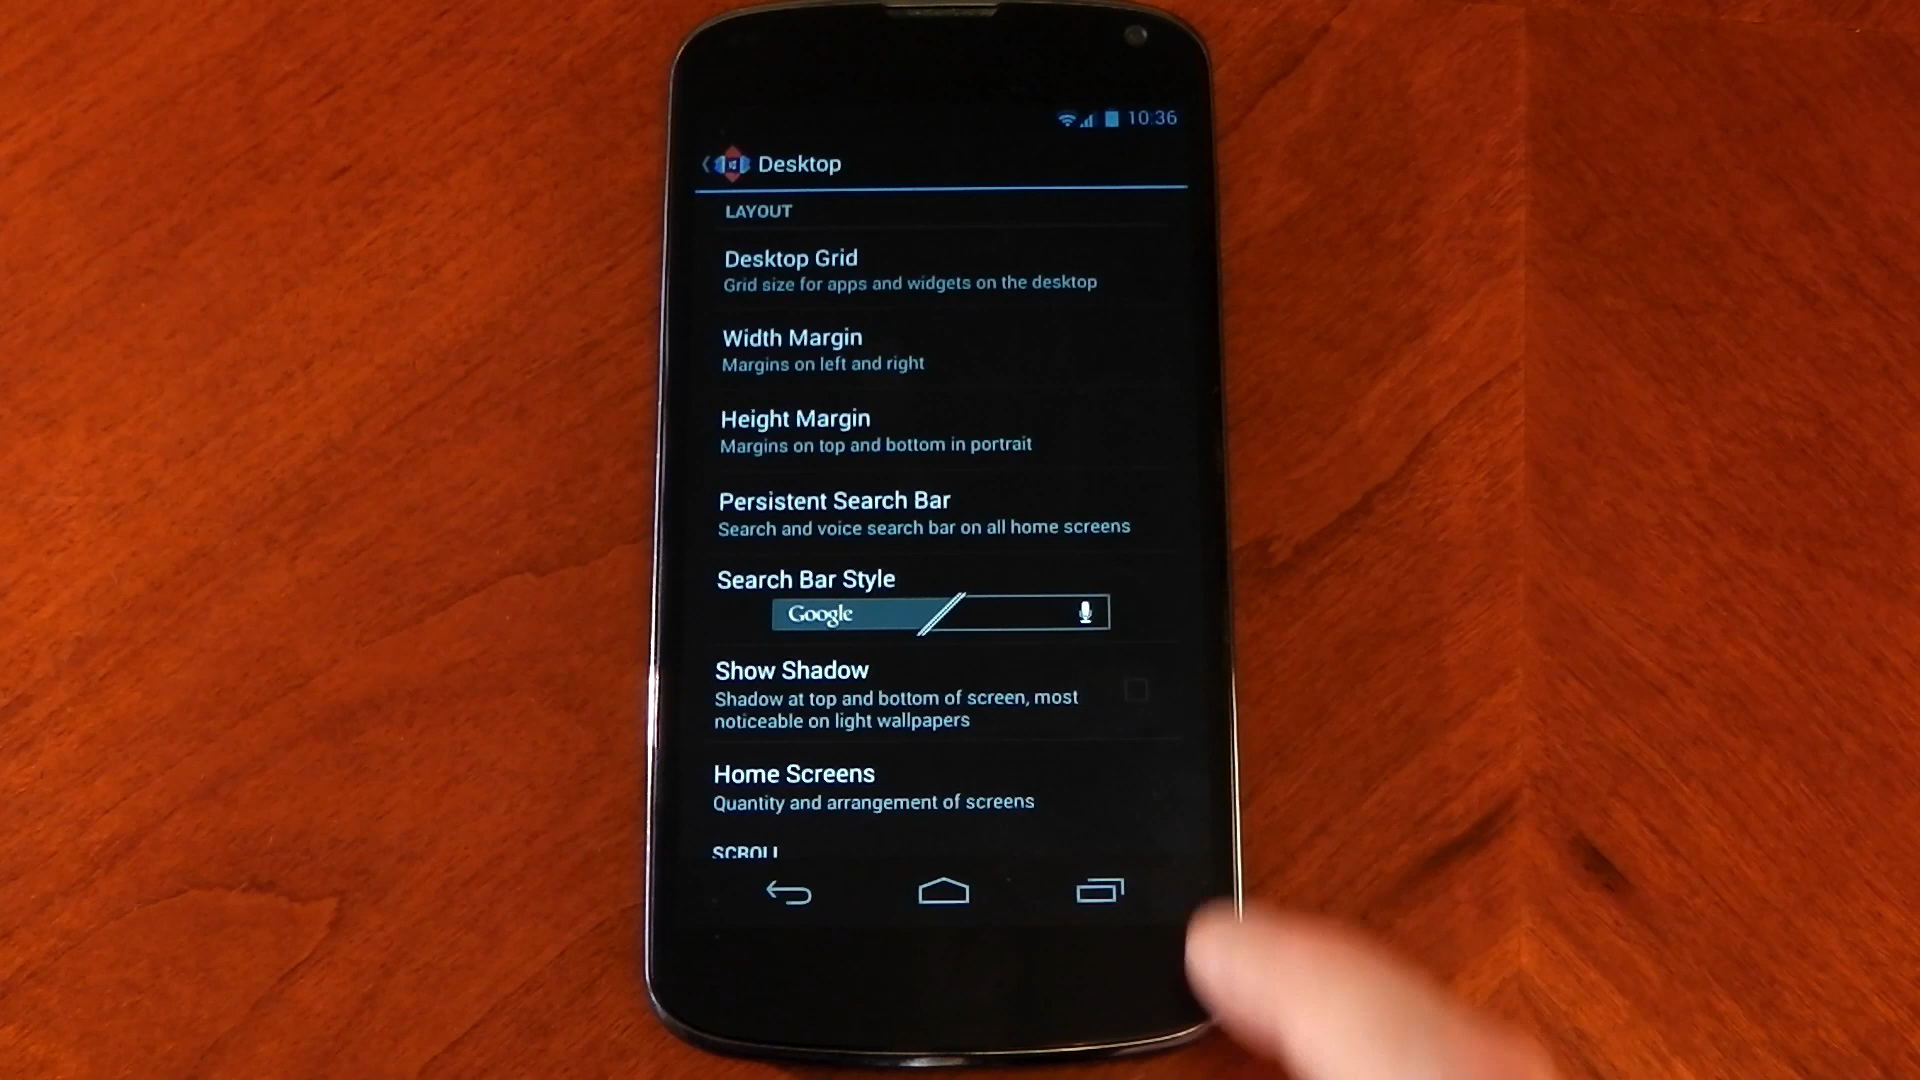 10:36
Desktop
LAYOUT
Desktop Grid
Grid size for apps and widgets on the desktop
Width Margin
Margins on left and right
Height Margin
Margins on top and bottom in portrait
Persistent Search Bar
Search and voice search bar on all home screens
Search Bar Style
Google
Show Shadow
Shadow at top and bottom of screen, most
noticeable on light wallpapers
Home Screens
Quantity and arrangement of screens
SCROLL